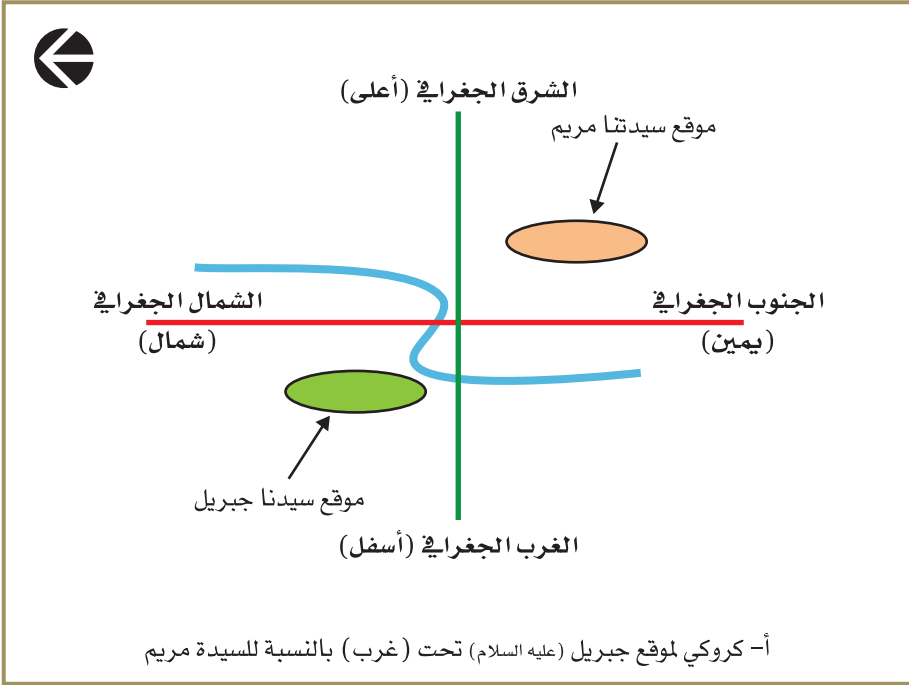 الشرق الجغرافي (أعلى)
موقع سيدتنا مريم
الجنوب الجغرافي
(يمين)
الشمال الجغرافي
(شمال)
موقع سيدنا جبريل
الغرب الجغرافي (أسفل)
أ- كروكي لموقع جبريل (عليه السلام) تحت (غرب) بالنسبة للسيدة مريم